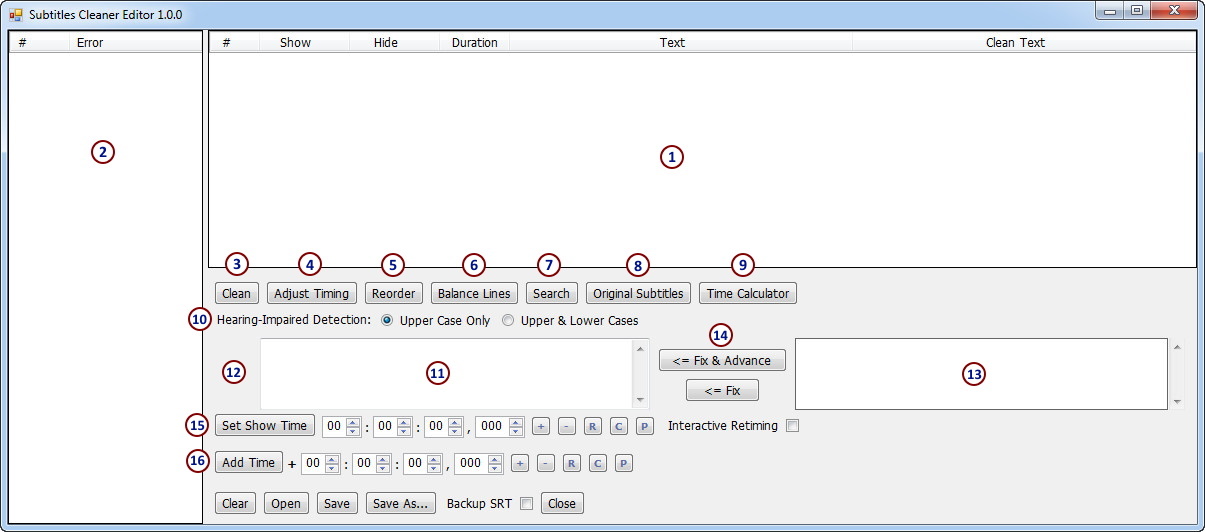 Subtitles Cleaner Editor 1.0.0
# Error # Show Hide Duration Text Clean Text
2
1
3 4 5 6 7 8 9
Clean Adjust Timing Reorder Balance Lines Search Original Subtitles Time Calculator
10 Hearing-Impaired Detection: Upper Case Only Upper & Lower Cases
14
<= Fix & Advance
12 11 13
<= Fix
15 Set Show Time 00 : 00 : 00 , 000 + - R C P Interactive Retiming
16 Add Time + 00 : 00 : 00 , 000 + - R C P
Clear Open Save Save As... Backup SRT Close